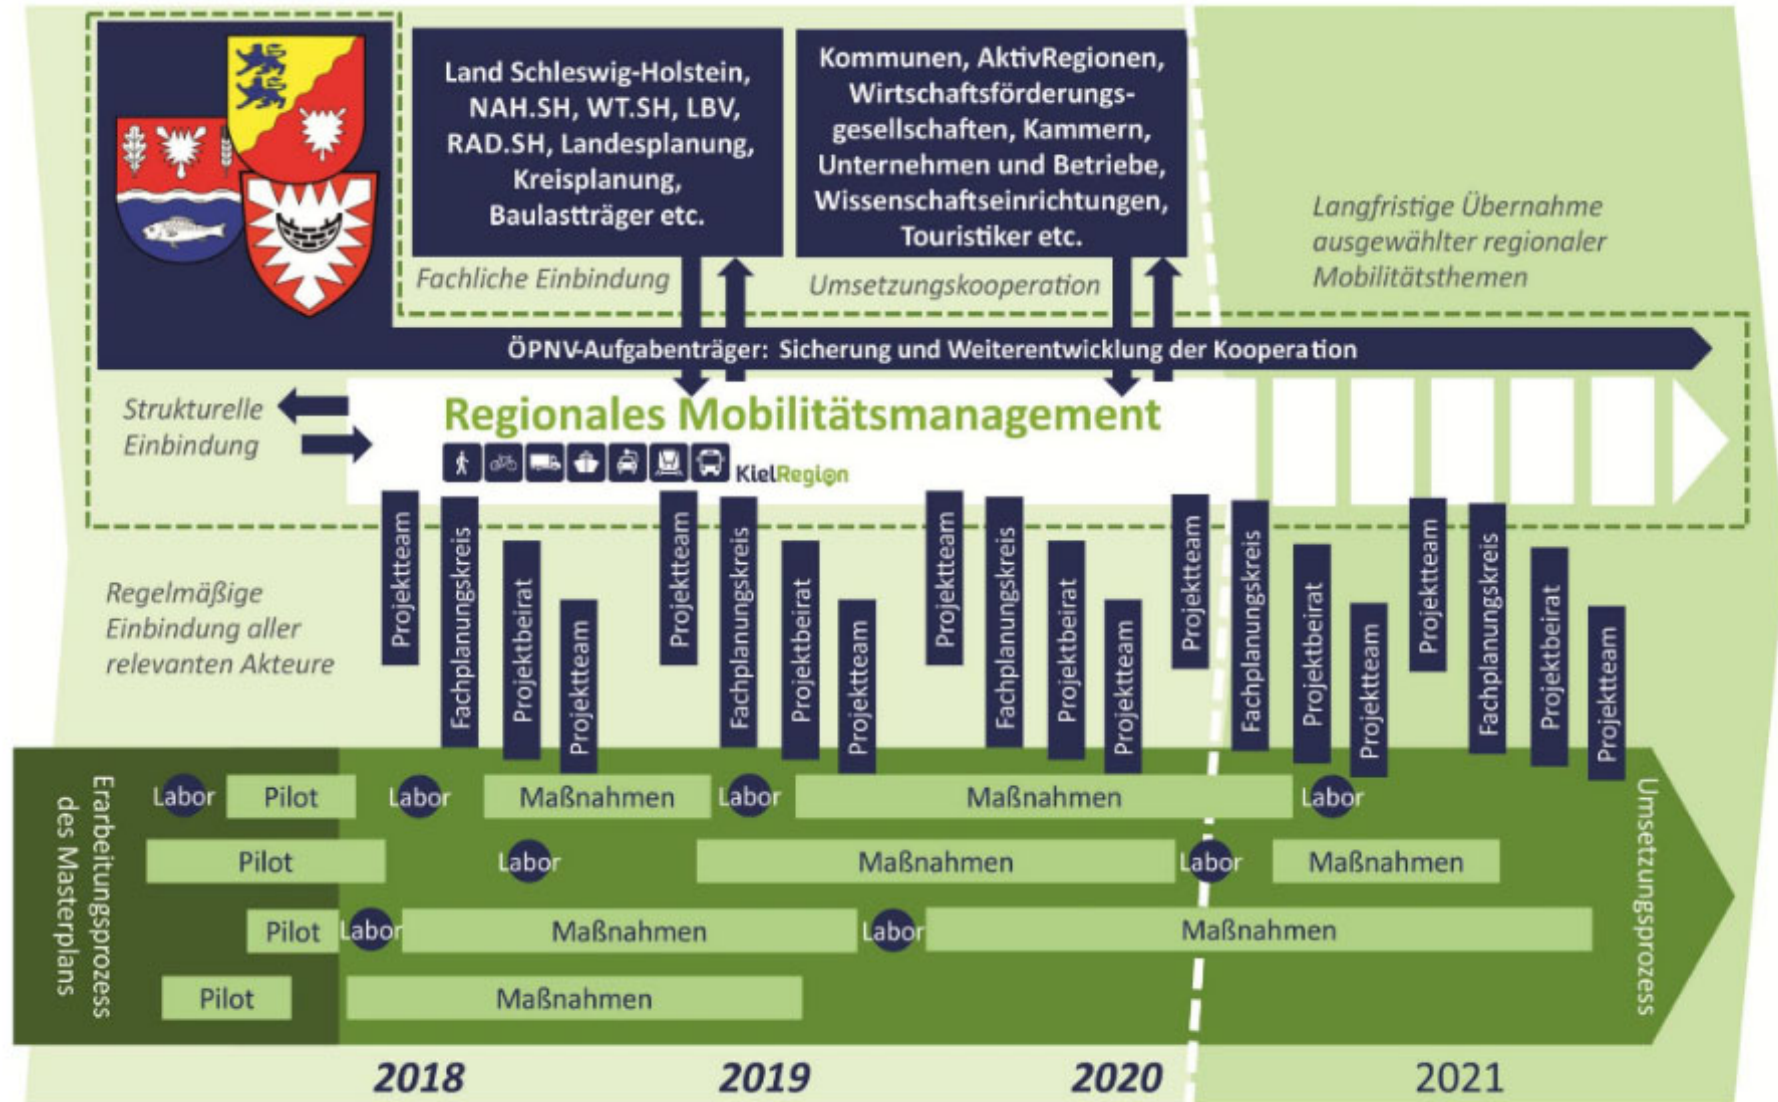 Land Schleswig-Holstein,
NAH.SH, WT.SH, LBV,
RAD.SH, Landesplanung,
Kreisplanung,
Baulastträger etc.
Kommunen, AktivRegionen,
Wirtschaftsförderungs-
gesellschaften, Kammern,
Unternehmen und Betriebe,
Wissenschaftseinrichtungen,
Touristiker etc.
Langfristige Übernahme
ausgewählter regionaler
Mobilitätsthemen
Fachliche Einbindung
Umsetzungskooperation
ÖPNV-Aufgabenträger: Sicherung und Weiterentwicklung der Kooperation
Strukturelle
Einbindung
Regionales Mobilitätsmanagement
KielRegion
Regelmäßige
Einbindung aller
relevanten Akteure
Projektteam
Fachplanungskreis
Projektbeirat
Projektteam
Projektteam
Fachplanungskreis
Projektbeirat
Projektteam
Projektteam
Fachplanungskreis
Projektbeirat
Projektteam
Projektteam
Fachplanungskreis
Projektbeirat
Projektteam
Projektteam
Fachplanungskreis
Projektbeirat
Projektteam
Erarbeitungsprozess
des Masterplans
Labor
Pilot
Labor
Maßnahmen
Labor
Maßnahmen
Labor
Pilot
Labor
Maßnahmen
Labor
Maßnahmen
Pilot
Labor
Maßnahmen
Labor
Maßnahmen
Pilot
Maßnahmen
Umsetzungsprozess
2018
2019
2020
2021